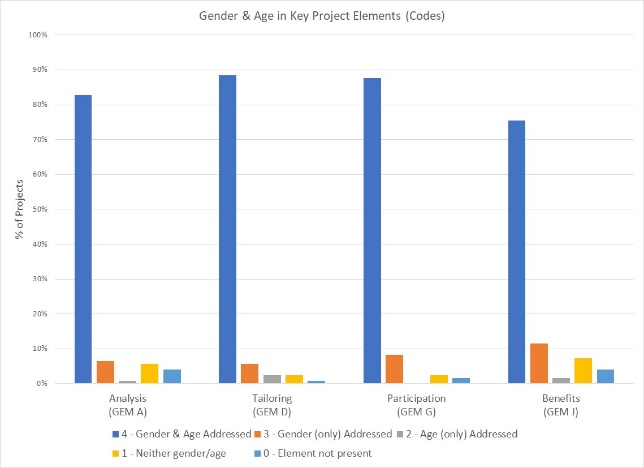 Gender & Age in Key Project Elements (Codes)
100%
90%
80%
70%
60%
50%
40%
30%
20%
10%
0%
% of Projects
Analysis
(GEM A)
Tailoring
(GEM D)
Participation
(GEM G)
Benefits
(GEM J)
4 - Gender & Age Addressed
3 - Gender (only) Addressed
2 - Age (only) Addressed
1 - Neither gender/age
0 - Element not present